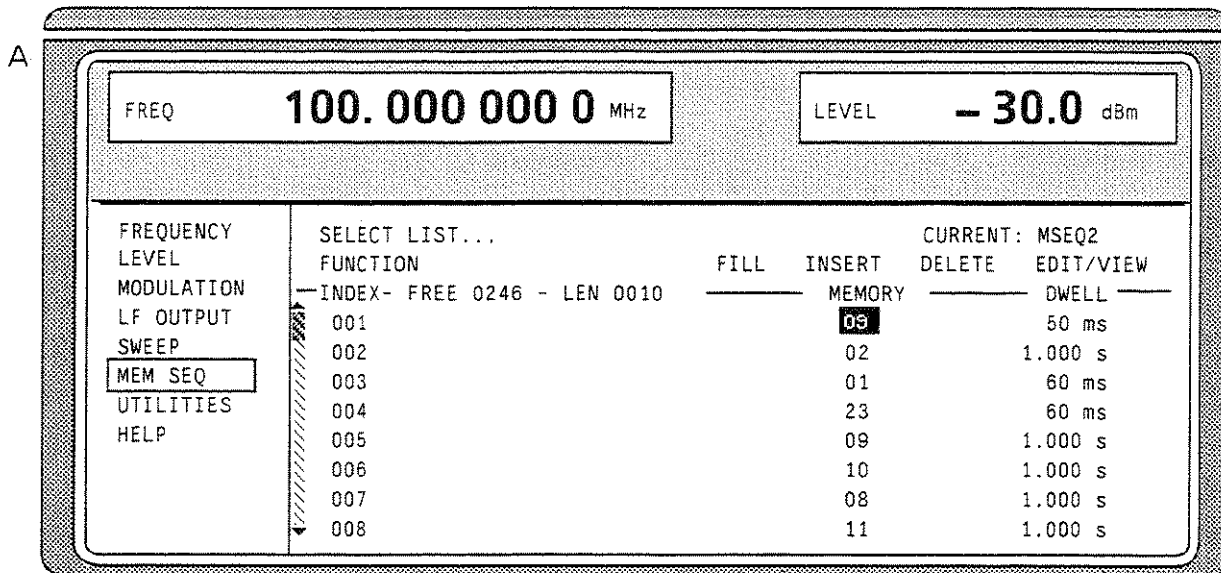 A
FREQ 100. 000 000 0 MHz LEVEL – 30.0 dBm
FREQUENCY
LEVEL
MODULATION
LF OUTPUT
SWEEP
MEM SEQ
UTILITIES
HELP
SELECT LIST... CURRENT: MSEQ2
FUNCTION FILL INSERT DELETE EDIT/VIEW
INDEX- FREE 0246 - LEN 0010 MEMORY DWELL
001 09 50 ms
002 02 1.000 s
003 01 60 ms
004 23 60 ms
005 09 1.000 s
006 10 1.000 s
007 08 1.000 s
008 11 1.000 s